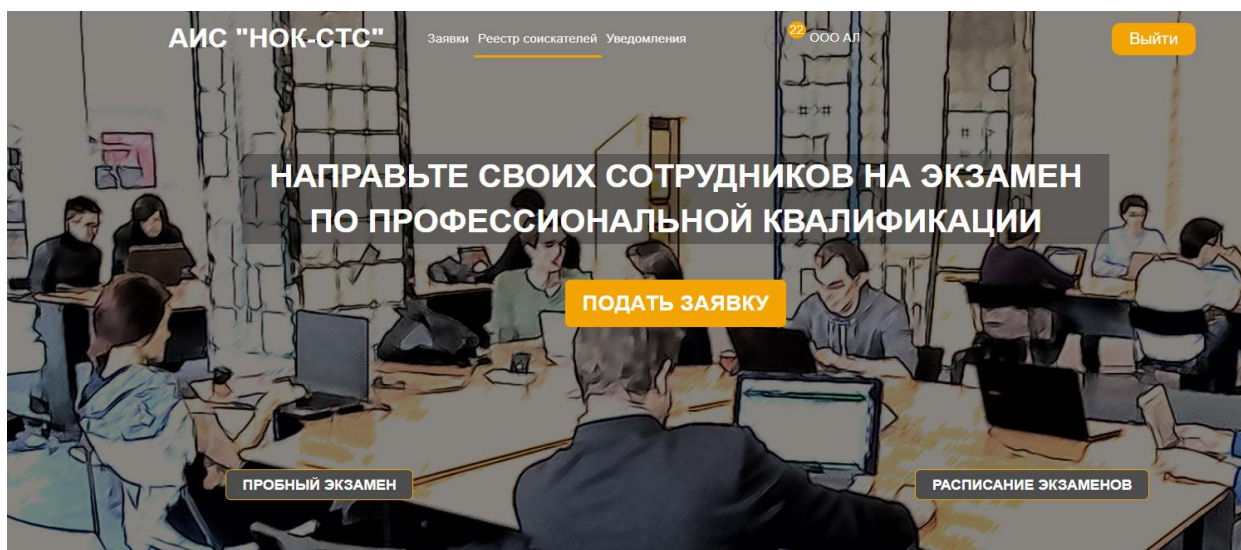 АИС "НОК-СТС"
Заявки Реестр соискателей Уведомления
22
ООО АЛ
Выйти
НАПРАВЬТЕ СВОИХ СОТРУДНИКОВ НА ЭКЗАМЕН
ПО ПРОФЕССИОНАЛЬНОЙ КВАЛИФИКАЦИИ
ПОДАТЬ ЗАЯВКУ
ПРОБНЫЙ ЭКЗАМЕН
РАСПИСАНИЕ ЭКЗАМЕНОВ